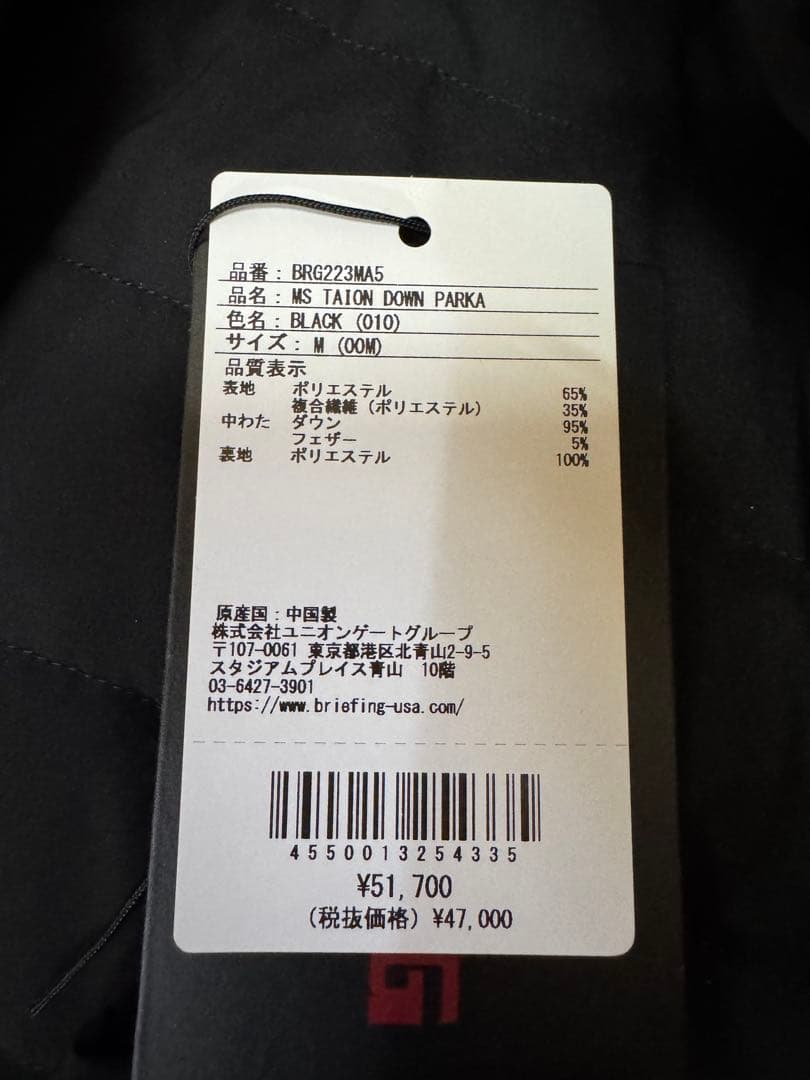 品番：BRG223MA5
品名：MS TAION DOWN PARKA
色名：BLACK (010)
サイズ：M (00M)
品質表示
表地 ポリエステル 65%
複合繊維（ポリエステル） 35%
中わた ダウン 95%
フェザー 5%
裏地 ポリエステル 100%
原産国：中国製
株式会社ユニオンゲートグループ
〒107-0061 東京都港区北青山2-9-5
スタジアムプレイス青山 10階
03-6427-3901
https://www.briefing-usa.com/
4550013254335
¥51,700
（税抜価格）¥47,000